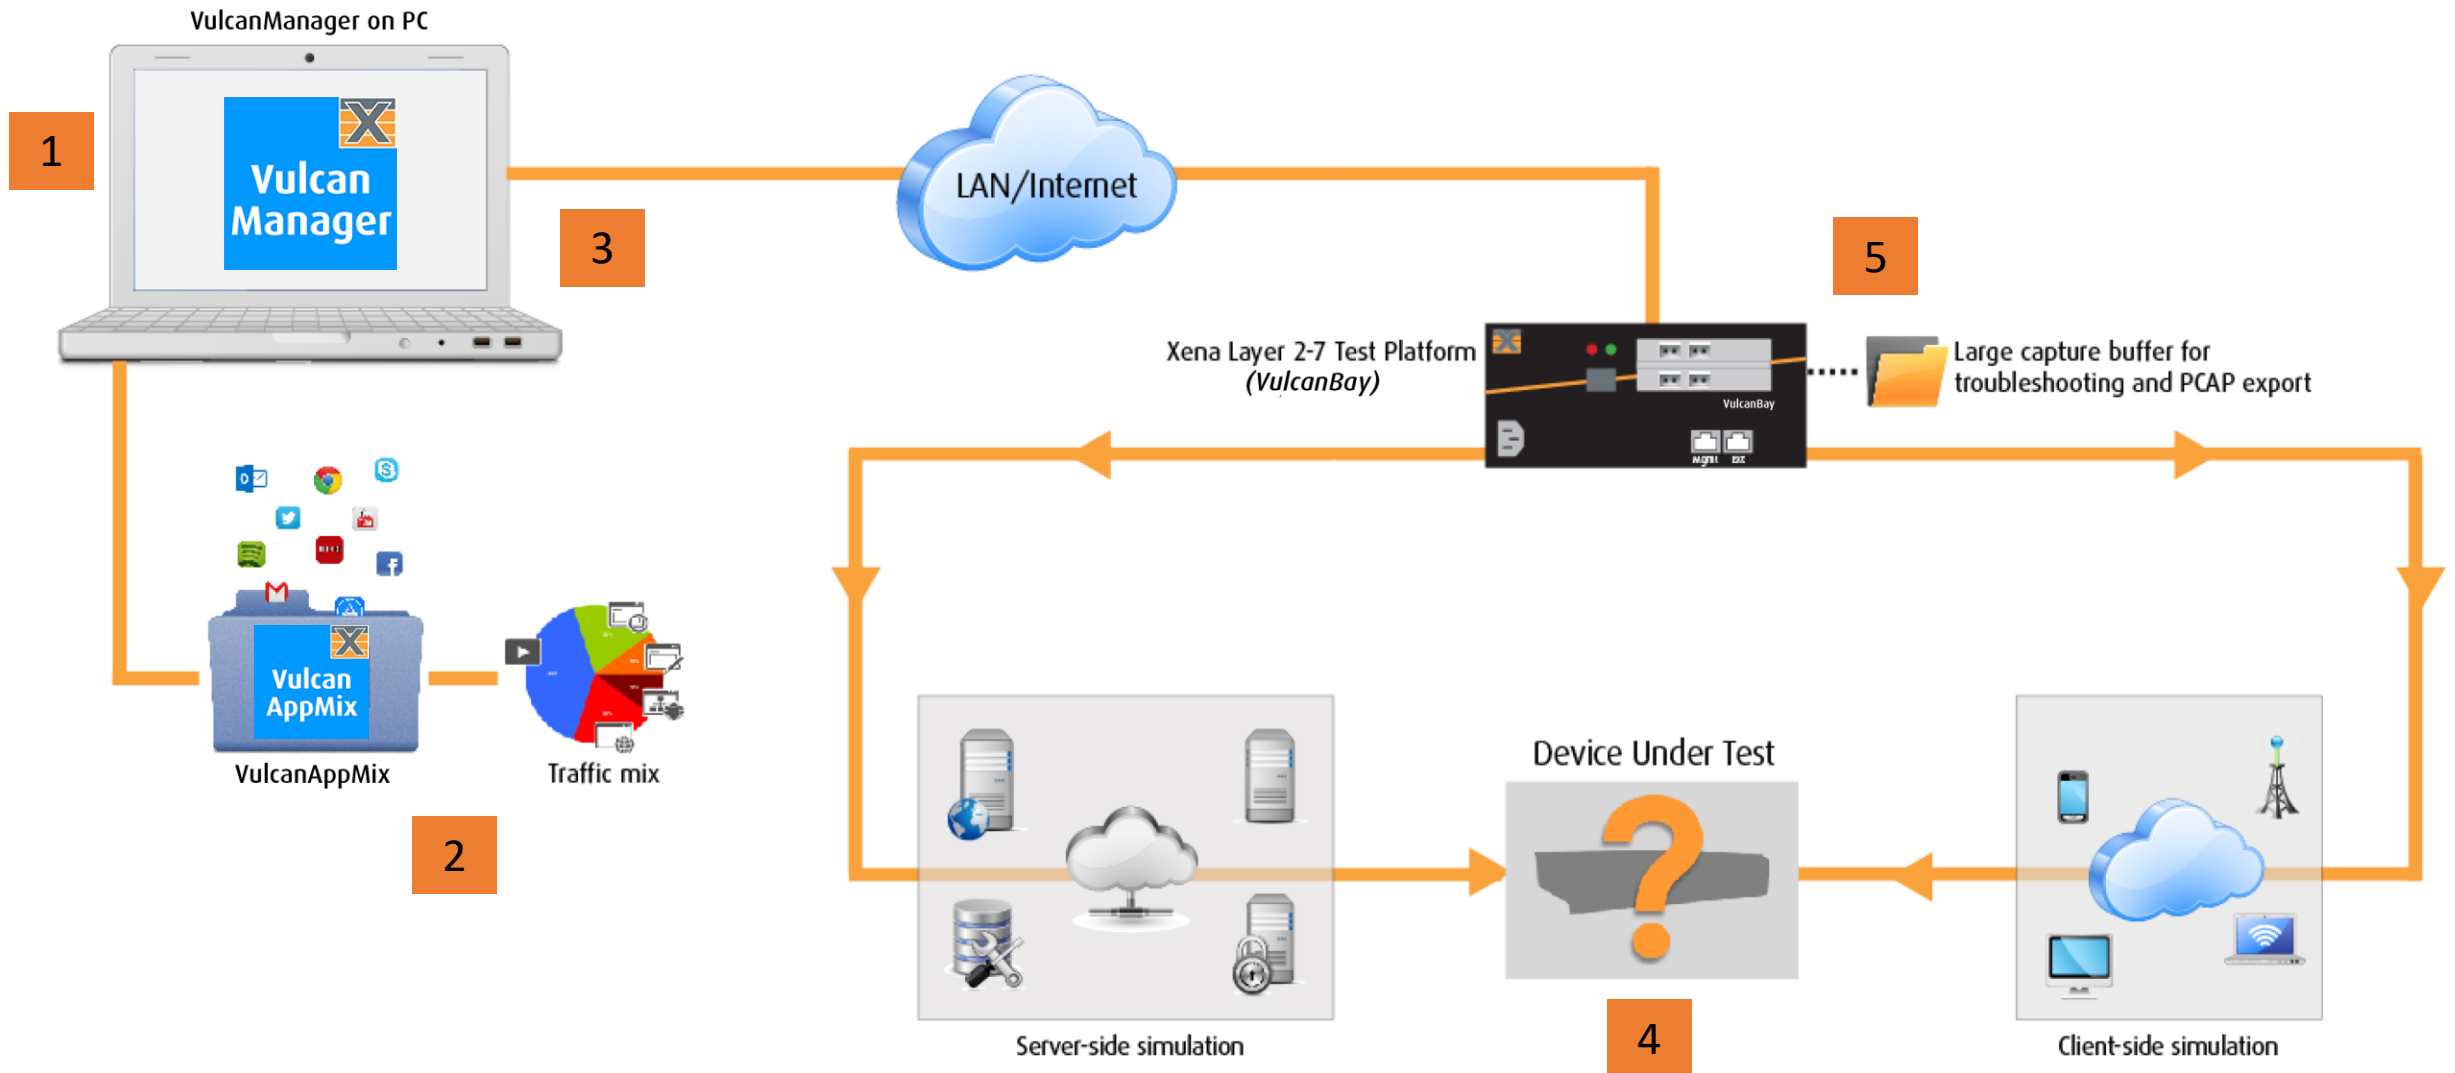 VulcanManager on PC
1
Vulcan
Manager
3
LAN/Internet
5
Xena Layer 2-7 Test Platform
(VulcanBay)
VulcanBay
Mgmt
Ext
Large capture buffer for
troubleshooting and PCAP export
Vulcan
AppMix
VulcanAppMix
Traffic mix
2
Device Under Test
Server-side simulation
4
Client-side simulation